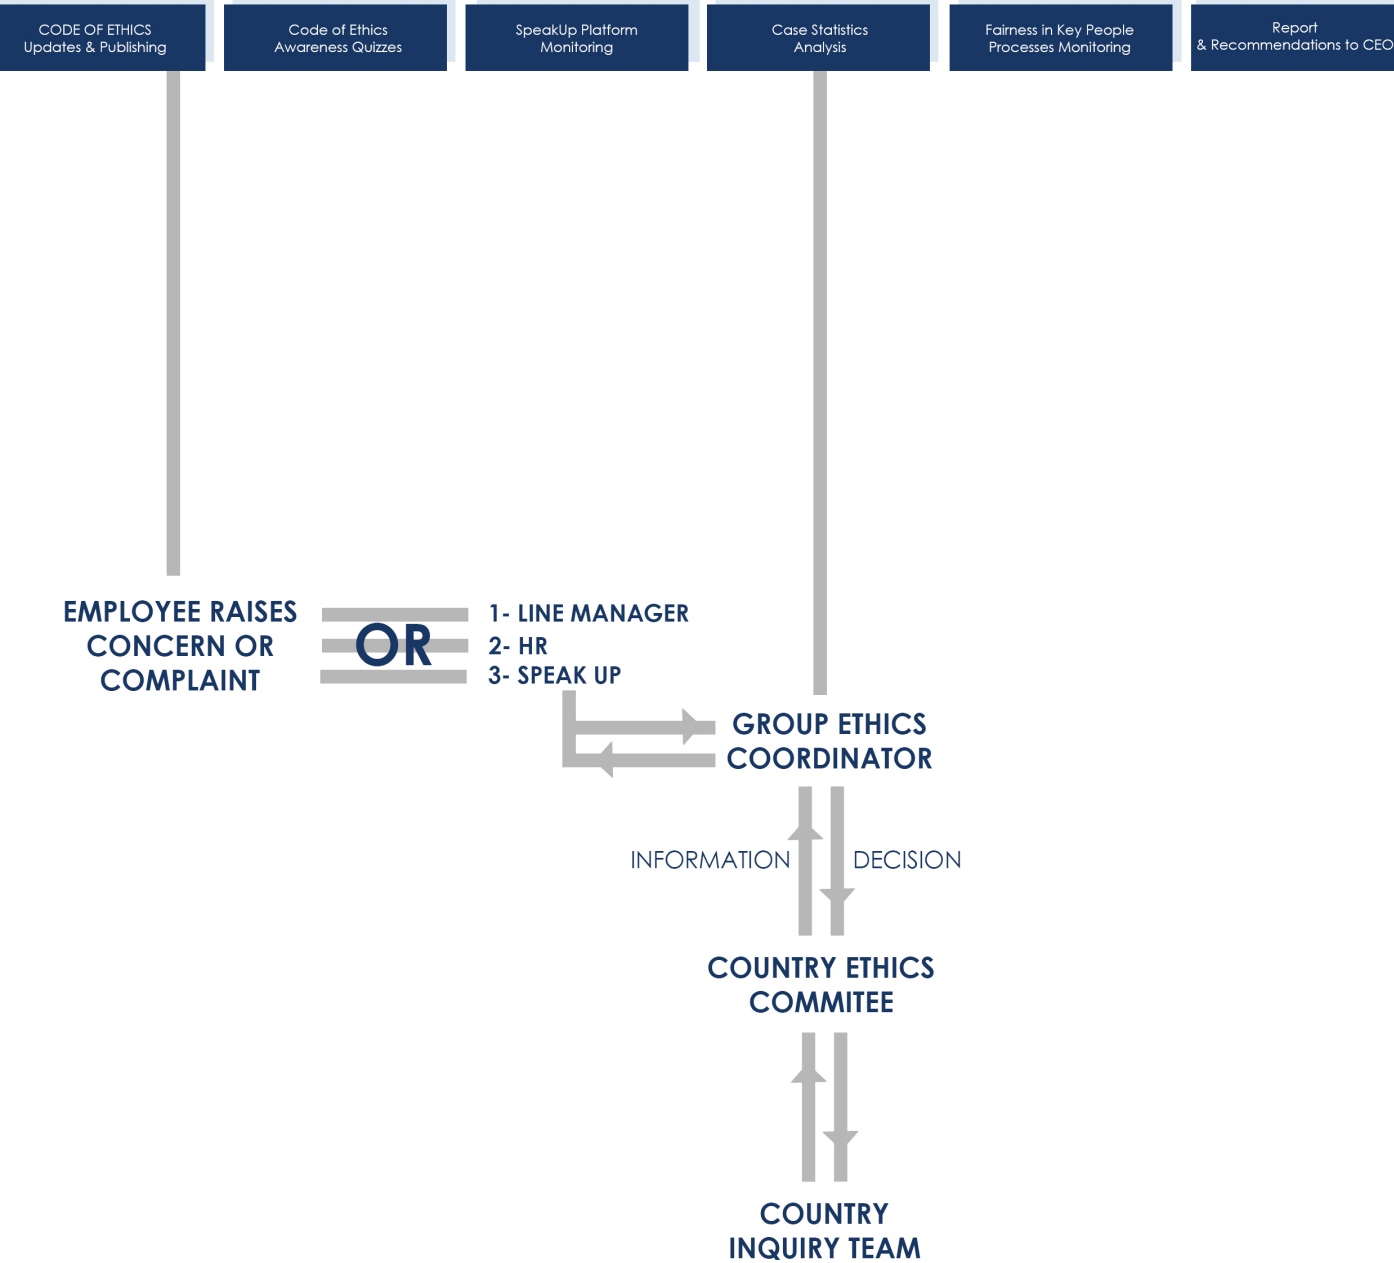 CODE OF ETHICS
Updates & Publishing
Code of Ethics
Awareness Quizzes
SpeakUp Platform
Monitoring
Case Statistics
Analysis
Fairness in Key People
Processes Monitoring
Report
& Recommendations to CEO
EMPLOYEE RAISES
CONCERN OR
COMPLAINT
OR
1- LINE MANAGER
2- HR
3- SPEAK UP
GROUP ETHICS
COORDINATOR
INFORMATION
DECISION
COUNTRY ETHICS
COMMITEE
COUNTRY
INQUIRY TEAM